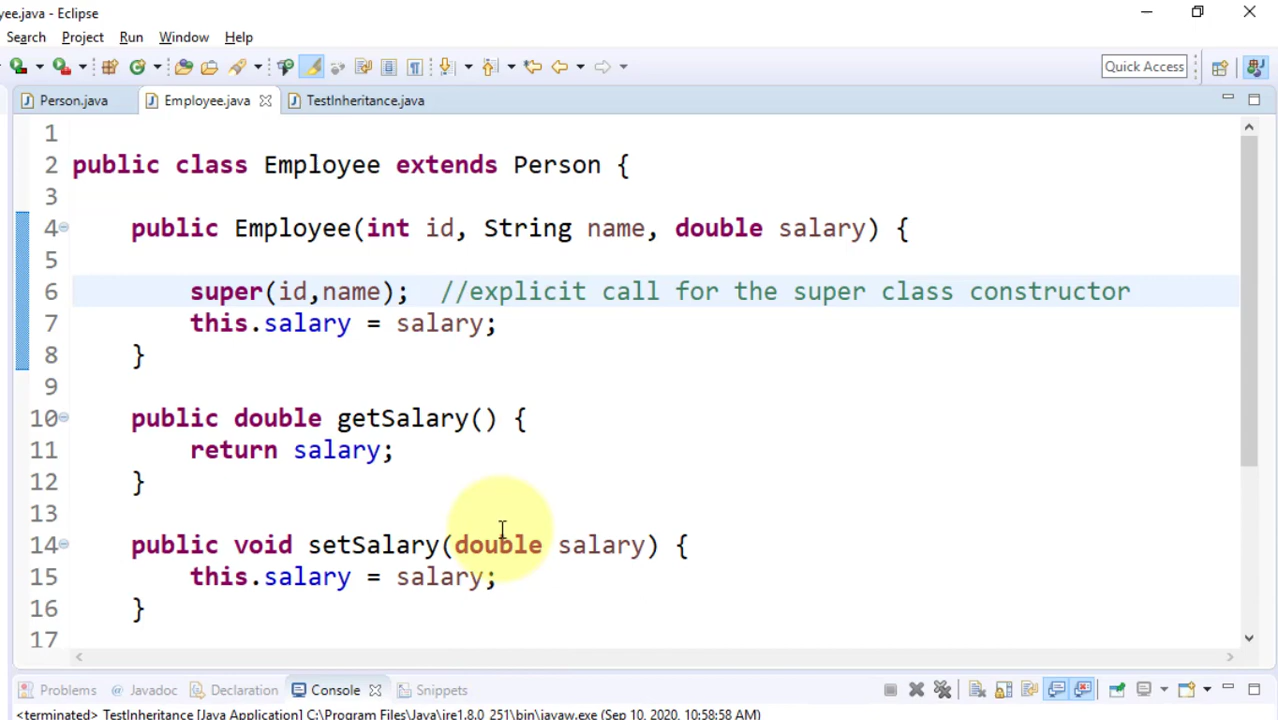 yee.java - Eclipse
Search Project Run Window Help
Quick Access
Person.java Employee.java TestInheritance.java
1
2 public class Employee extends Person {
3
4 public Employee(int id, String name, double salary) {
5
6 super(id,name); //explicit call for the super class constructor
7 this.salary = salary;
8 }
9
10 public double getSalary() {
11 return salary;
12 }
13
14 public void setSalary(double salary) {
15 this.salary = salary;
16 }
17
Problems @ Javadoc Declaration Console Snippets
<terminated> TestInheritance [Java Application] C:\Program Files\Java\jre1.8.0_251\bin\javaw.exe (Sep 10, 2020, 10:58:58 AM)